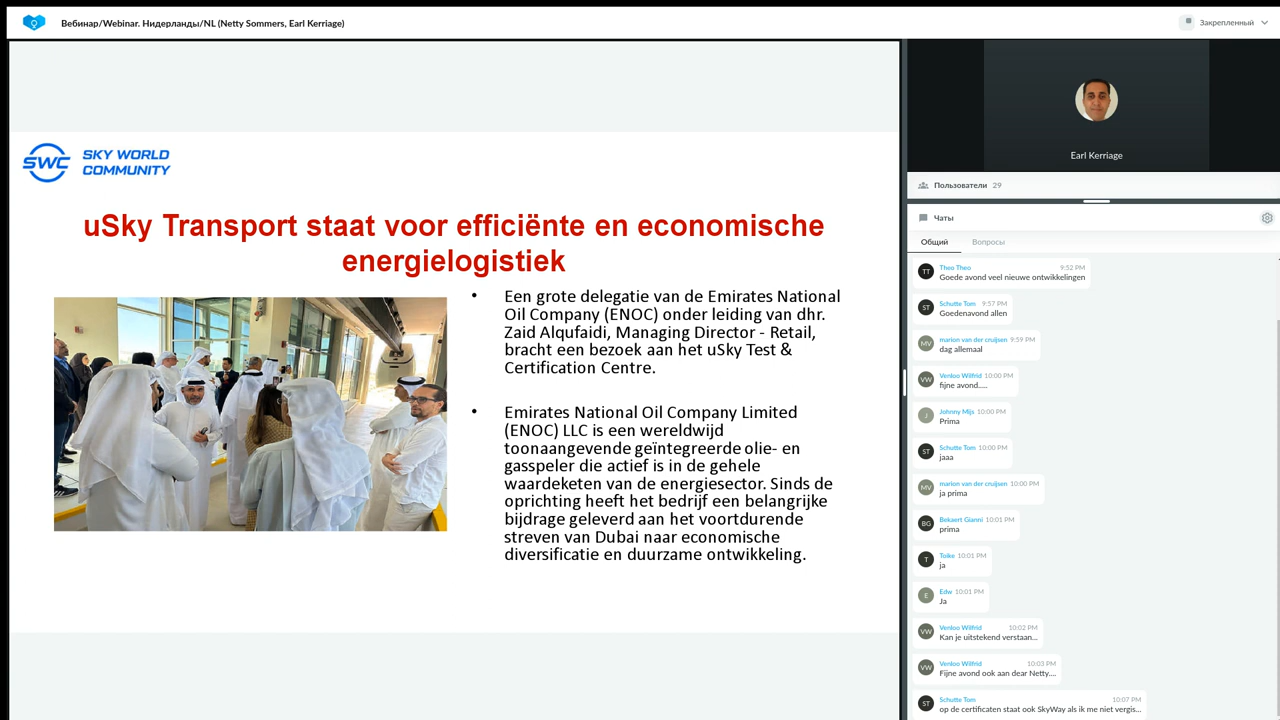 Вебинар/Webinar. Нидерланды/NL (Netty Sommers, Earl Kerriage)
Закрепленный
SWC
SKY WORLD
COMMUNITY
uSky Transport staat voor efficiënte en economische
energielogistiek
• Een grote delegatie van de Emirates National
Oil Company (ENOC) onder leiding van dhr.
Zaid Alqufaidi, Managing Director - Retail,
bracht een bezoek aan het uSky Test &
Certification Centre.
• Emirates National Oil Company Limited
(ENOC) LLC is een wereldwijd
toonaangevende geïntegreerde olie- en
gasspeler die actief is in de gehele
waardeketen van de energiesector. Sinds de
oprichting heeft het bedrijf een belangrijke
bijdrage geleverd aan het voortdurende
streven van Dubai naar economische
diversificatie en duurzame ontwikkeling.
Earl Kerriage
Пользователи 29
Чаты
Общий Вопросы
TT Theo Theo 9:52 PM
Goede avond veel nieuwe ontwikkelingen
ST Schutte Tom 9:57 PM
Goedenavond allen
MV marion van der cruijsen 9:59 PM
dag allemaal
VW Venloo Wilfrid 10:00 PM
fijne avond.....
J Johnny Mijs 10:00 PM
Prima
ST Schutte Tom 10:00 PM
jaaa
MV marion van der cruijsen 10:00 PM
ja prima
BG Bekaert Gianni 10:01 PM
prima
T Toike 10:01 PM
ja
E Edw 10:01 PM
Ja
VW Venloo Wilfrid 10:02 PM
Kan je uitstekend verstaan...
VW Venloo Wilfrid 10:03 PM
Fijne avond ook aan dear Netty....
ST Schutte Tom 10:07 PM
op de certificaten staat ook SkyWay als ik me niet vergis...